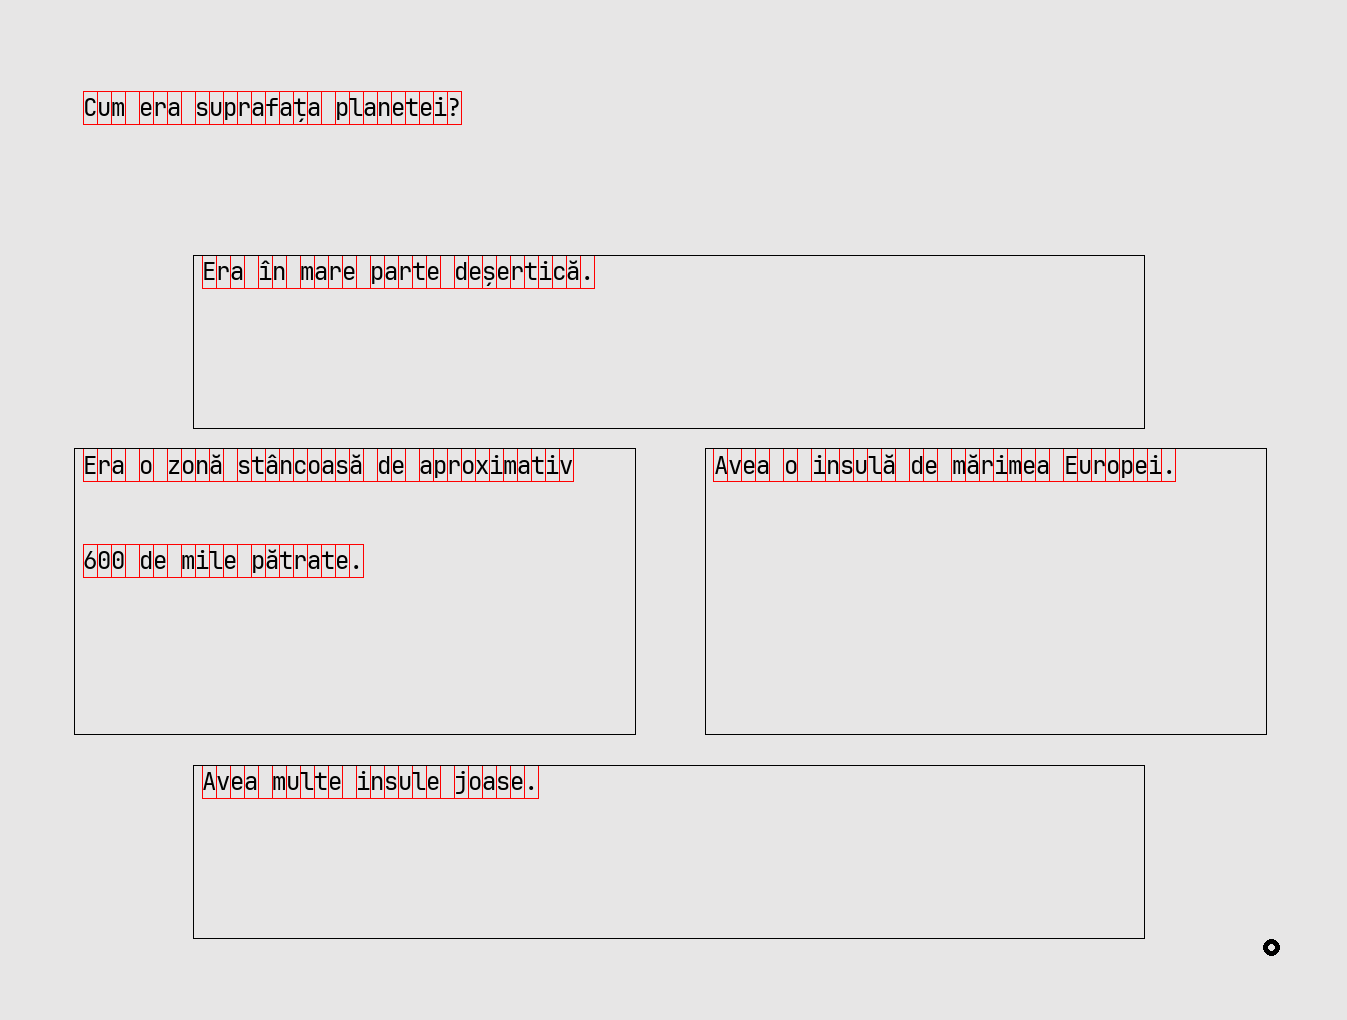 Cum era suprafața planetei?
Era în mare parte deșertică.
Era o zonă stâncoasă de aproximativ
600 de mile pătrate.
Avea o insulă de mărimea Europei.
Avea multe insule joase.